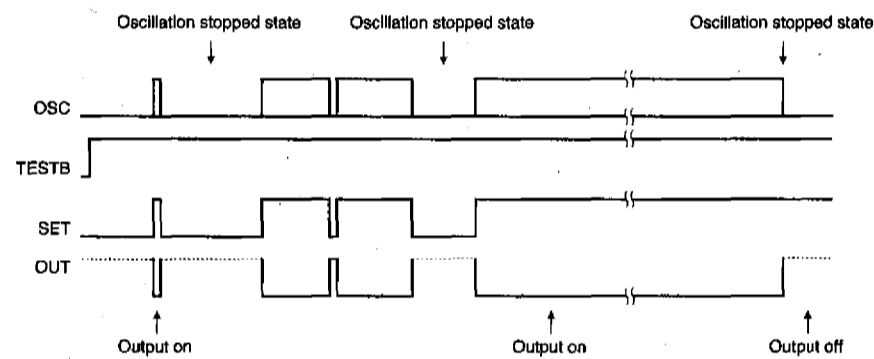 Oscillation stopped state
Oscillation stopped state
Oscillation stopped state
OSC
TESTB
SET
OUT
Output on
Output on
Output off